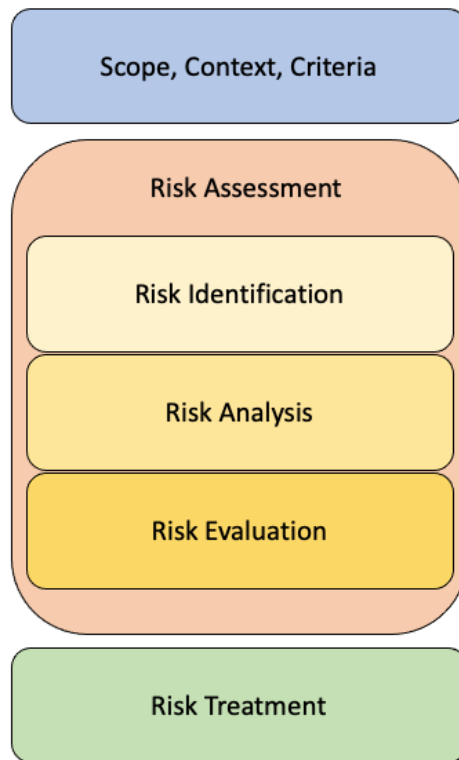 Scope, Context, Criteria
Risk Assessment
Risk Identification
Risk Analysis
Risk Evaluation
Risk Treatment